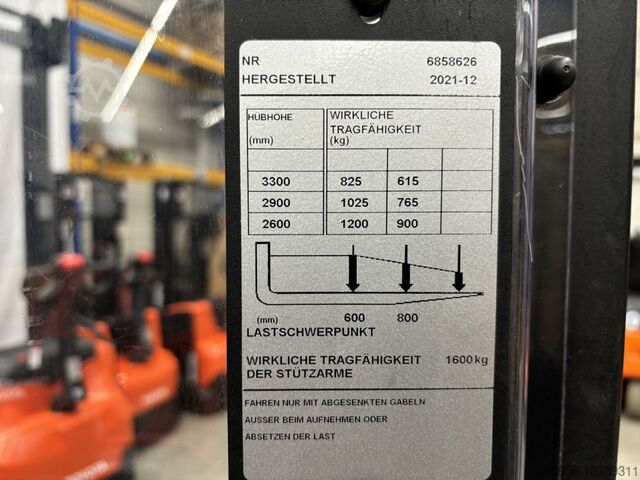 NR 6858626
HERGESTELLT 2021-12
HUBHOHE WIRKLICHE
TRAGFÄHIGKEIT
(mm) (kg)
3300 825 615
2900 1025 765
2600 1200 900
(mm) 600 800
LASTSCHWERPUNKT
WIRKLICHE TRAGFÄHIGKEIT 1600 kg
DER STÜTZARME
FAHREN NUR MIT ABGESENKTEN GABELN
AUSSER BEIM AUFNEHMEN ODER
ABSETZEN DER LAST